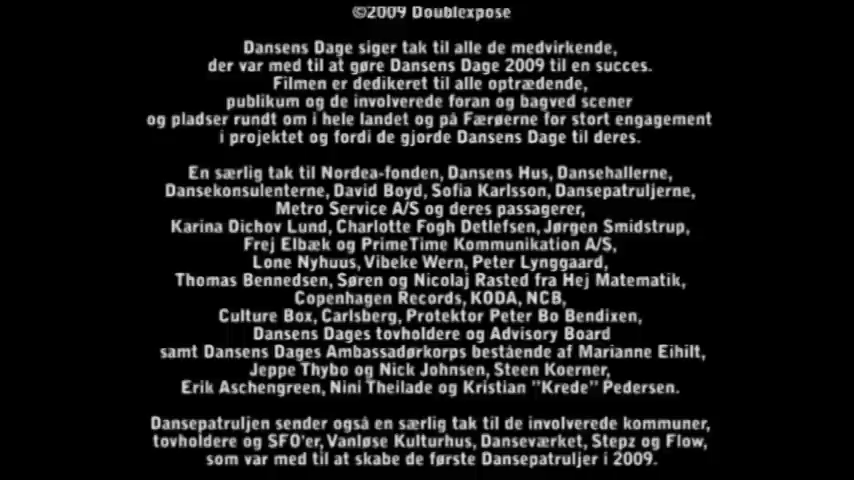 ©2009 Doublexpose
Dansens Dage siger tak til alle de medvirkende,
der var med til at gøre Dansens Dage 2009 til en succes.
Filmen er dedikeret til alle optrædende,
publikum og de involverede foran og bagved scener
og pladser rundt om i hele landet og på Færøerne for stort engagement
i projektet og fordi de gjorde Dansens Dage til deres.
En særlig tak til Nordea-fonden, Dansens Hus, Dansehallerne,
Dansekonsulenterne, David Boyd, Sofia Karlsson, Dansepatruljerne,
Metro Service A/S og deres passagerer,
Karina Dichov Lund, Charlotte Fogh Detlefsen, Jørgen Smidstrup,
Frej Elbæk og PrimeTime Kommunikation A/S,
Lone Nyhuus, Vibeke Wern, Peter Lynggaard,
Thomas Bennedsen, Søren og Nicolaj Rasted fra Hej Matematik,
Copenhagen Records, KODA, NCB,
Culture Box, Carlsberg, Protektor Peter Bo Bendixen,
Dansens Dages tovholdere og Advisory Board
samt Dansens Dages Ambassadørkorps bestående af Marianne Eihilt,
Jeppe Thybo og Nick Johnsen, Steen Koerner,
Erik Aschengreen, Nini Theilade og Kristian "Krede" Pedersen.
Dansepatruljen sender også en særlig tak til de involverede kommuner,
tovholdere og SFO'er, Vanløse Kulturhus, Danseværket, Stepz og Flow,
som var med til at skabe de første Dansepatruljer i 2009.